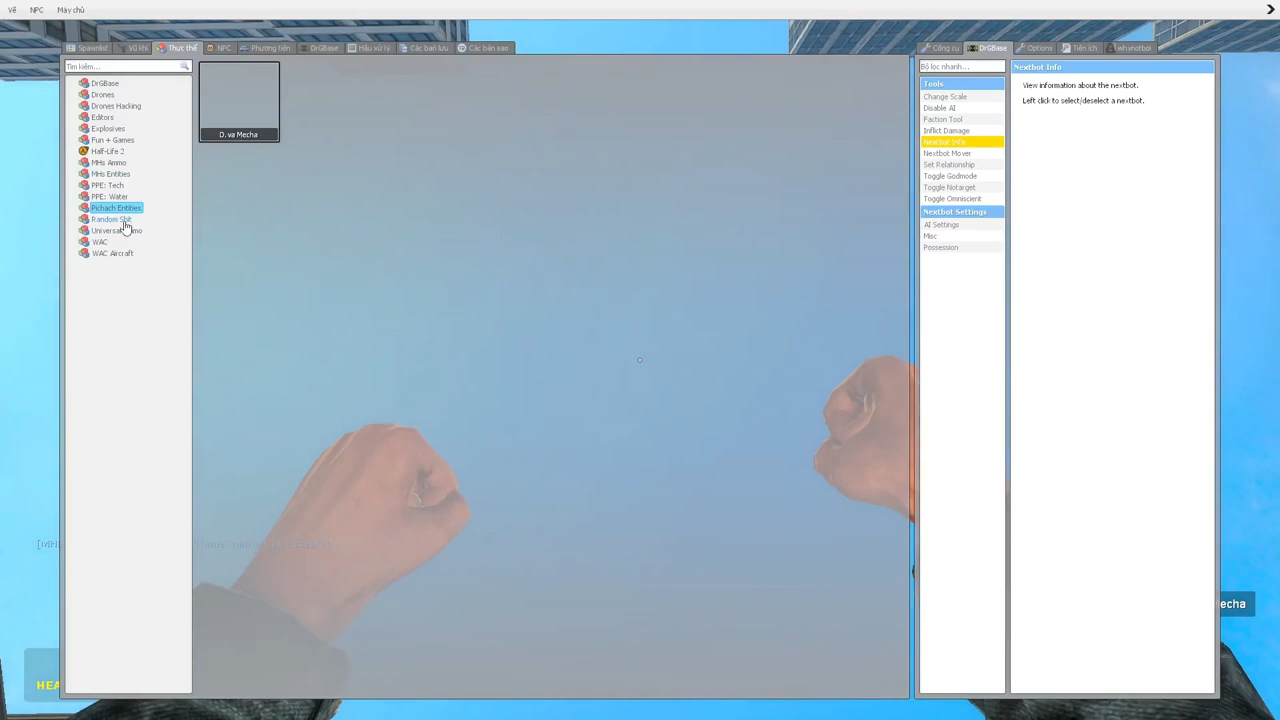 Vẽ NPC Máy chủ
Spawnlist Vũ khí Thực thể NPC Phương tiện DrGBase Hậu xử lý Các bản lưu Các bản sao
Công cụ DrGBase Options Tiện ích whynotboi
Tìm kiếm...
DrGBase
Drones
Drones Hacking
Editors
Explosives
Fun + Games
Half-Life 2
MHs Ammo
MHs Entities
PPE: Tech
PPE: Water
Pichach Entities
Random Shit
WAC
WAC Aircraft
D. va Mecha
Bộ lọc nhanh...
Tools
Change Scale
Disable AI
Faction Tool
Inflict Damage
Nextbot Info
Nextbot Mover
Set Relationship
Toggle Godmode
Toggle Notarget
Toggle Omniscient
Nextbot Settings
AI Settings
Misc
Possession
Nextbot Info
View information about the nextbot.
Left click to select/deselect a nextbot.
echa
HEA